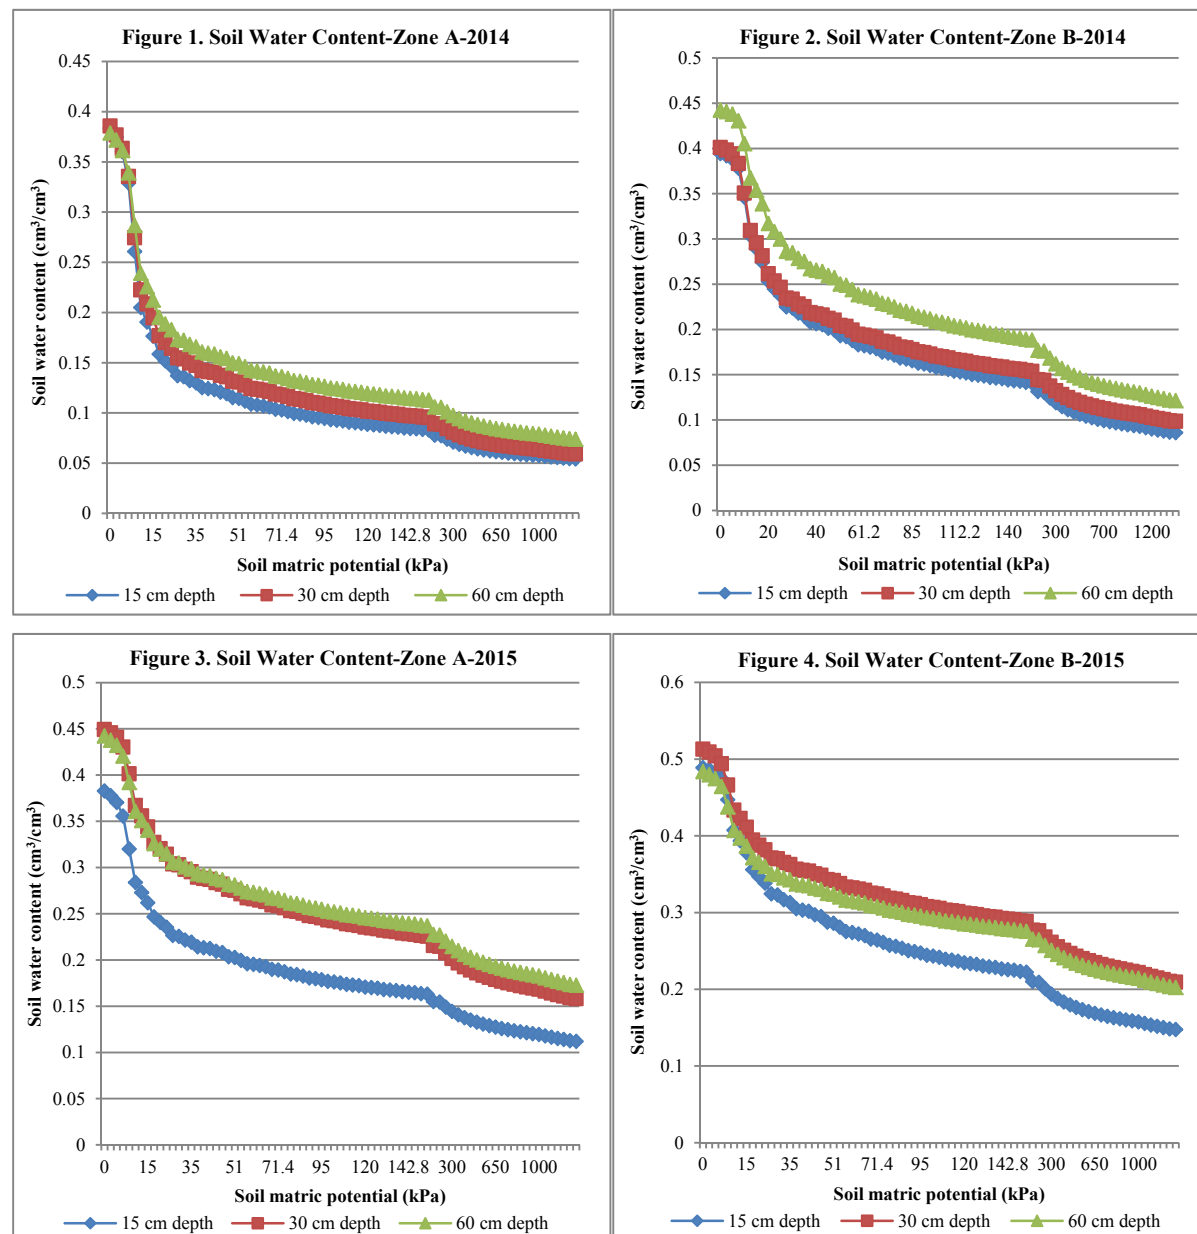 Figure 1. Soil Water Content-Zone A-2014
0.45
0.4
0.35
0.3
0.25
0.2
0.15
0.1
0.05
0
Soil water content (cm³/cm³)
0 15 35 51 71.4 95 120 142.8 300 650 1000
Soil matric potential (kPa)
15 cm depth 30 cm depth 60 cm depth
Figure 2. Soil Water Content-Zone B-2014
0.5
0.45
0.4
0.35
0.3
0.25
0.2
0.15
0.1
0.05
0
Soil water content (cm³/cm³)
0 20 40 61.2 85 112.2 140 300 700 1200
Soil matric potential (kPa)
15 cm depth 30 cm depth 60 cm depth
Figure 3. Soil Water Content-Zone A-2015
0.5
0.45
0.4
0.35
0.3
0.25
0.2
0.15
0.1
0.05
0
Soil water content (cm³/cm³)
0 15 35 51 71.4 95 120 142.8 300 650 1000
Soil matric potential (kPa)
15 cm depth 30 cm depth 60 cm depth
Figure 4. Soil Water Content-Zone B-2015
0.6
0.5
0.4
0.3
0.2
0.1
0
Soil water content (cm³/cm³)
0 15 35 51 71.4 95 120 142.8 300 650 1000
Soil matric potential (kPa)
15 cm depth 30 cm depth 60 cm depth